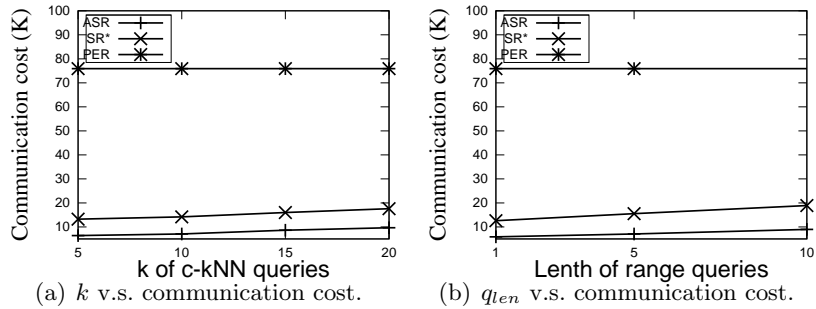 100
90
80
70
60
50
40
30
20
10
Communication cost (K)
ASR
SR*
PER
5
10
15
20
k of c-kNN queries
(a) k v.s. communication cost.
100
90
80
70
60
50
40
30
20
10
Communication cost (K)
ASR
SR*
PER
1
5
10
Lenth of range queries
(b) qlen v.s. communication cost.